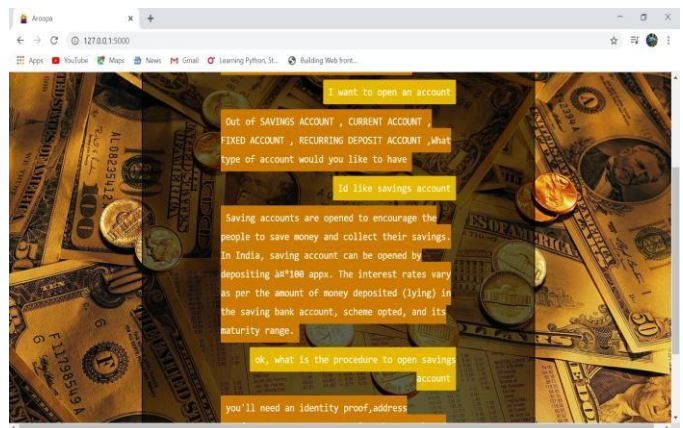 Aroopa
127.0.0.1:5000
Apps YouTube Maps News Gmail Learning Python, St... Building Web front...
I want to open an account
Out of SAVINGS ACCOUNT , CURRENT ACCOUNT ,
FIXED ACCOUNT , RECURRING DEPOSIT ACCOUNT ,What
type of account would you like to have
Id like savings account
Saving accounts are opened to encourage the
people to save money and collect their savings.
In India, saving account can be opened by
depositing à¤°100 appx. The interest rates vary
as per the amount of money deposited (lying) in
the saving bank account, scheme opted, and its
maturity range.
ok, what is the procedure to open savings
account
you'll need an identity proof,address